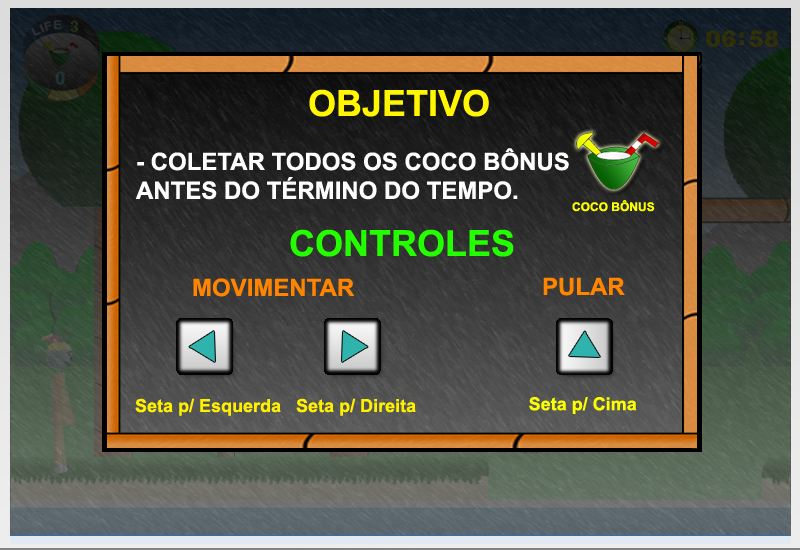 LIFE 3
06:58
0
OBJETIVO
- COLETAR TODOS OS COCO BÔNUS
ANTES DO TÉRMINO DO TEMPO.
COCO BÔNUS
CONTROLES
MOVIMENTAR
PULAR
Seta p/ Esquerda
Seta p/ Direita
Seta p/ Cima